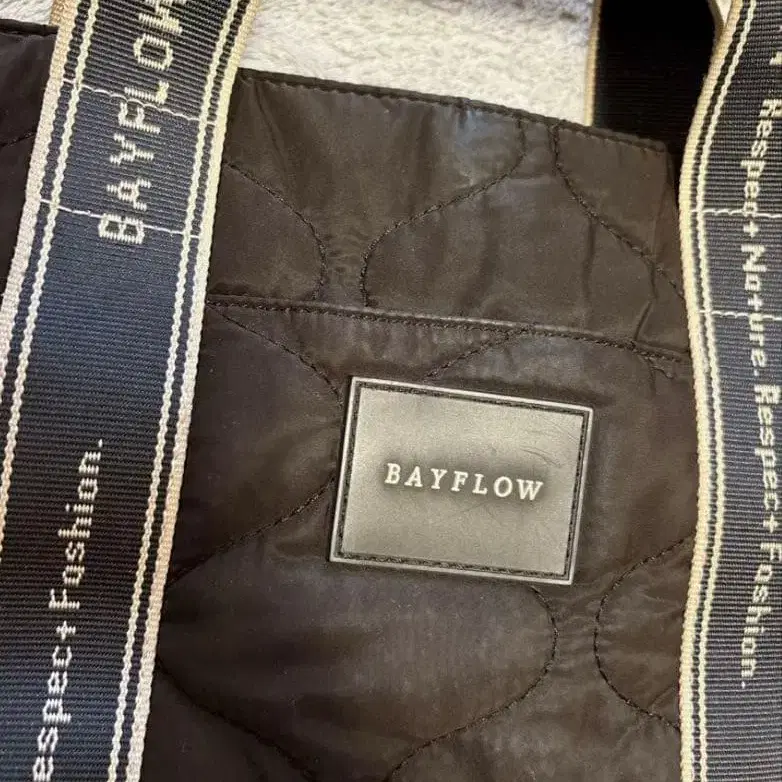 BAYFLOW
Respect Fashion.
BAYFLOW
Respect Nature. Respect Fashion.